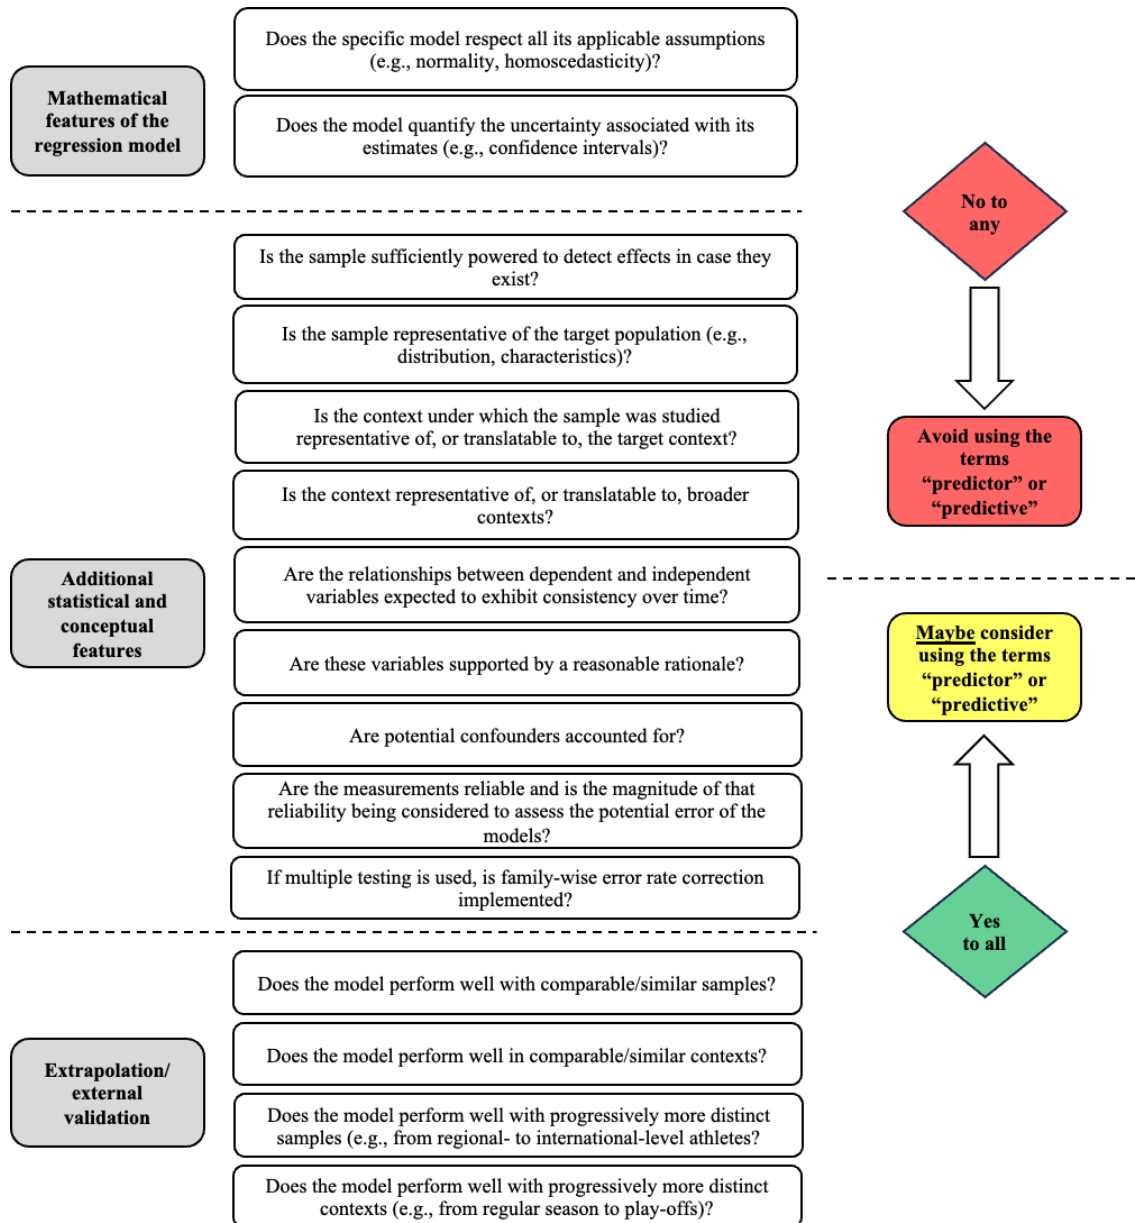 Does the specific model respect all its applicable assumptions
(e.g., normality, homoscedasticity)?
Mathematical
features of the
regression model
Does the model quantify the uncertainty associated with its
estimates (e.g., confidence intervals)?
No to
any
Is the sample sufficiently powered to detect effects in case they
exist?
Is the sample representative of the target population (e.g.,
distribution, characteristics)?
Is the context under which the sample was studied
representative of, or translatable to, the target context?
Avoid using the
terms
“predictor” or
“predictive”
Is the context representative of, or translatable to, broader
contexts?
Additional
statistical and
conceptual
features
Are the relationships between dependent and independent
variables expected to exhibit consistency over time?
Are these variables supported by a reasonable rationale?
Maybe consider
using the terms
“predictor” or
“predictive”
Are potential confounders accounted for?
Are the measurements reliable and is the magnitude of that
reliability being considered to assess the potential error of the
models?
If multiple testing is used, is family-wise error rate correction
implemented?
Yes
to all
Does the model perform well with comparable/similar samples?
Extrapolation/
external
validation
Does the model perform well in comparable/similar contexts?
Does the model perform well with progressively more distinct
samples (e.g., from regional- to international-level athletes?
Does the model perform well with progressively more distinct
contexts (e.g., from regular season to play-offs)?